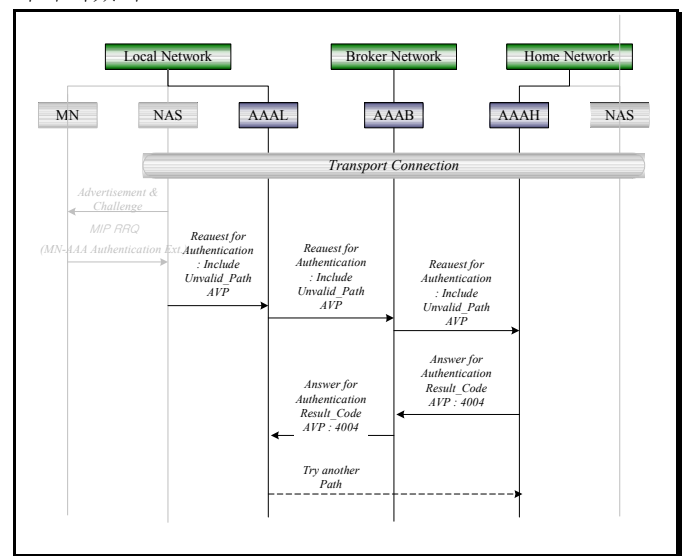 Local Network
Broker Network
Home Network
MN
NAS
AAAL
AAAB
AAAH
NAS
Transport Connection
Advertisement &
Challenge
MIP RRQ
(MN-AAA Authentication Ext.
Reauest for
Authentication
: Include
Unvalid_Path
AVP
Reauest for
Authentication
: Include
Unvalid_Path
AVP
Reauest for
Authentication
: Include
Unvalid_Path
AVP
Answer for
Authentication
Result_Code
AVP : 4004
Answer for
Authentication
Result_Code
AVP : 4004
Try another
Path